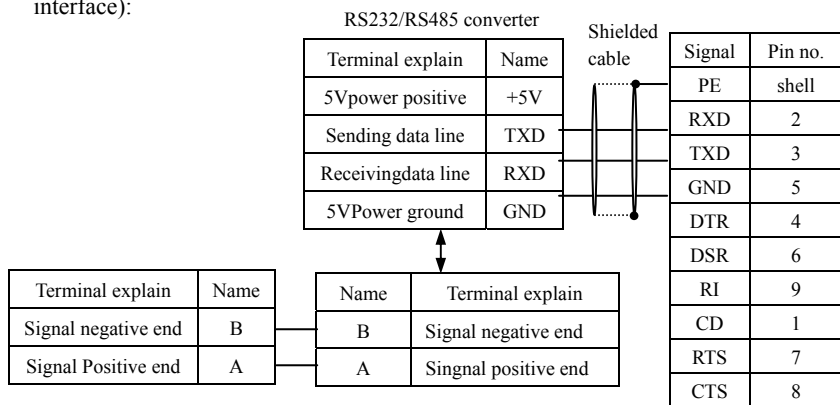 interface):
RS232/RS485 converter
Shielded
cable
Terminal explain Name
5Vpower positive +5V
Sending data line TXD
Receivingdata line RXD
5VPower ground GND
Signal Pin no.
PE shell
RXD 2
TXD 3
GND 5
DTR 4
DSR 6
RI 9
CD 1
RTS 7
CTS 8
Terminal explain Name
Signal negative end B
Signal Positive end A
Name Terminal explain
B Signal negative end
A Singnal positive end